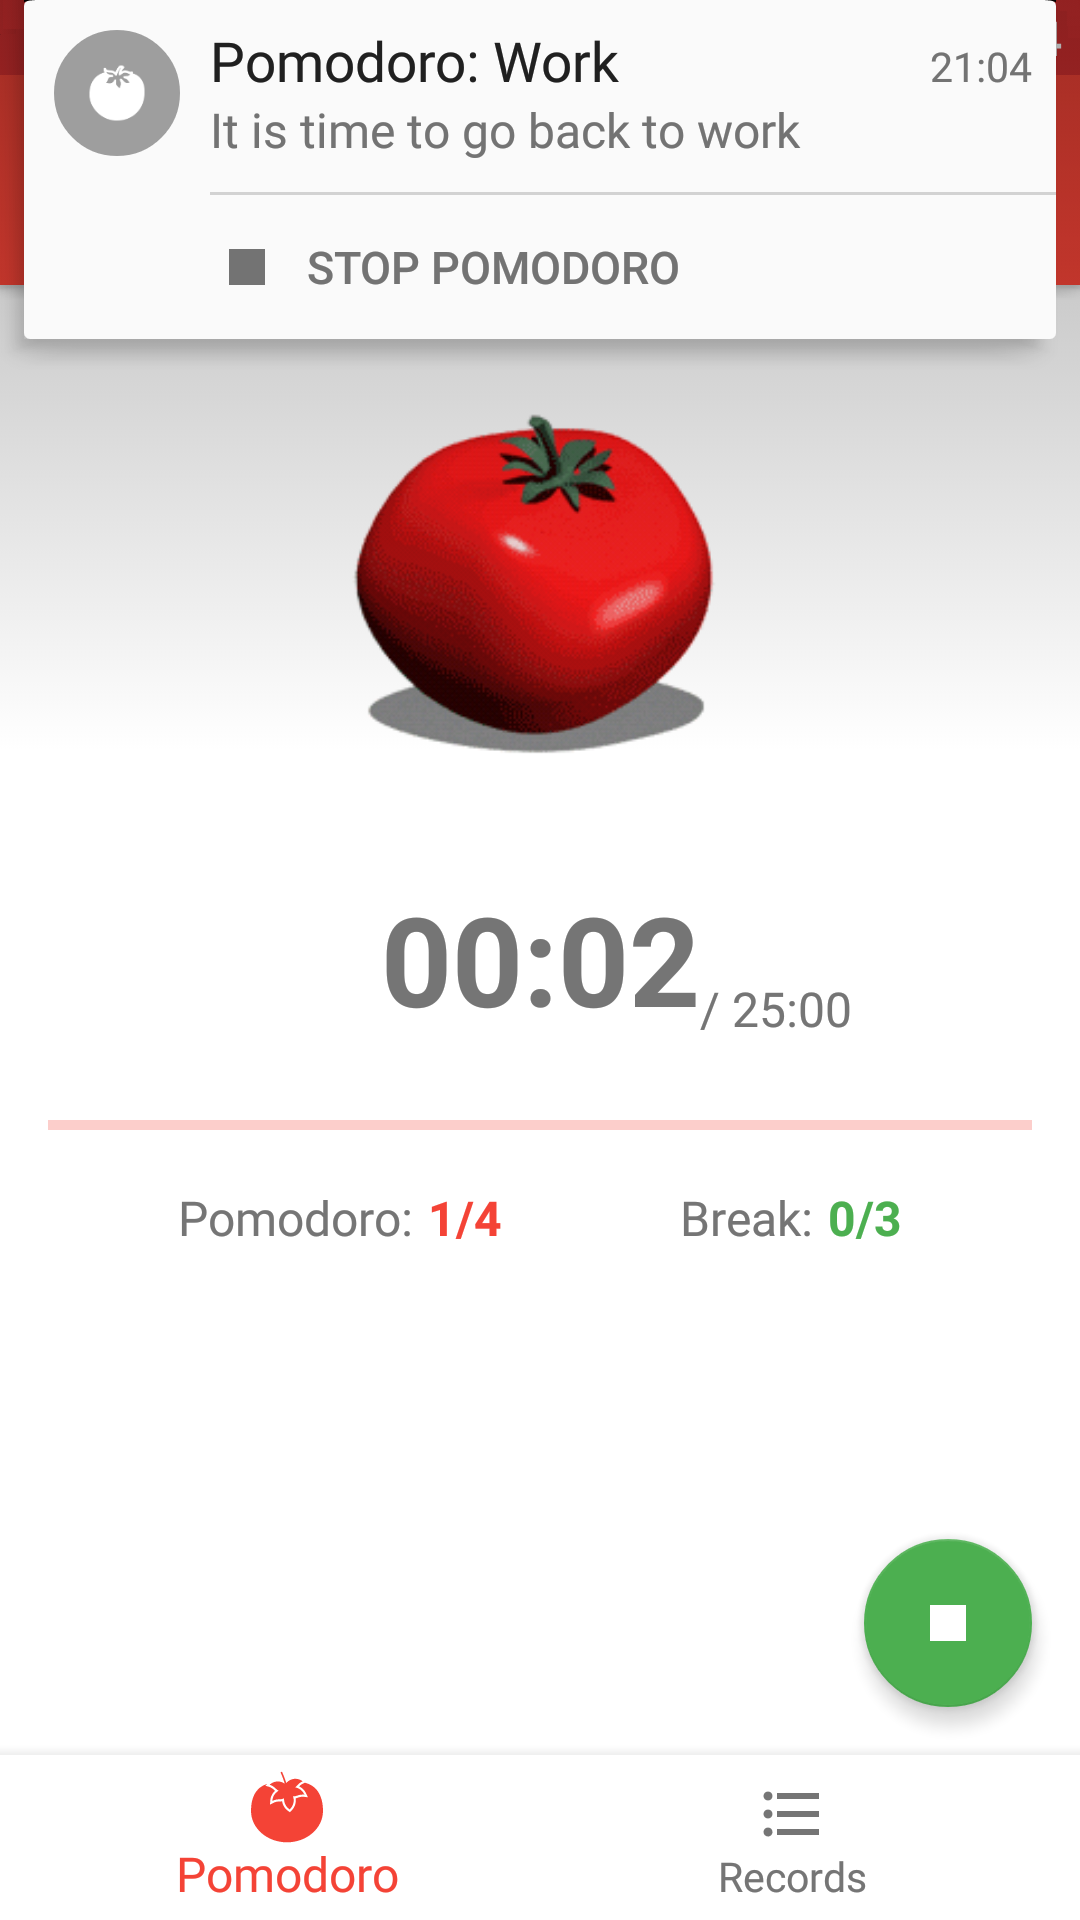 Pomodoro: Work 21:04
It is time to go back to work
STOP POMODORO
00:02 / 25:00
Pomodoro: 1/4 Break: 0/3
Pomodoro Records